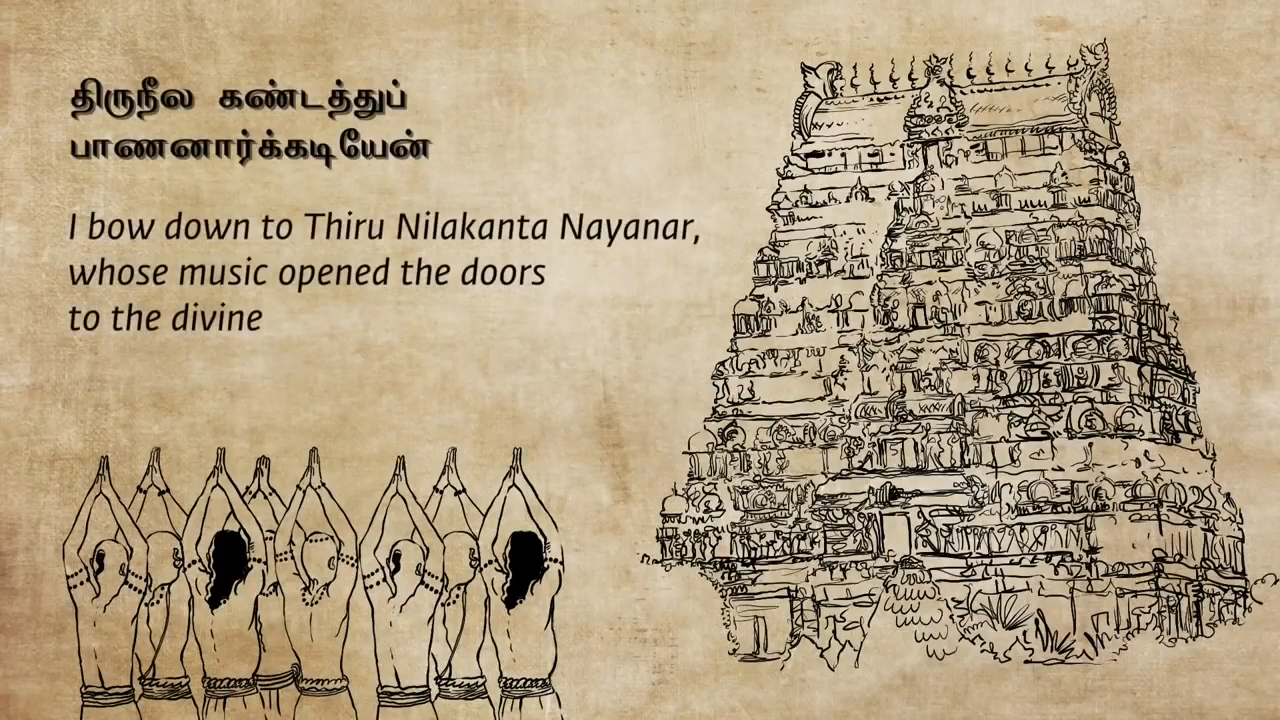 திருநீல கண்டத்துப்
பாணனார்க்கடியேன்
I bow down to Thiru Nilakanta Nayanar,
whose music opened the doors
to the divine